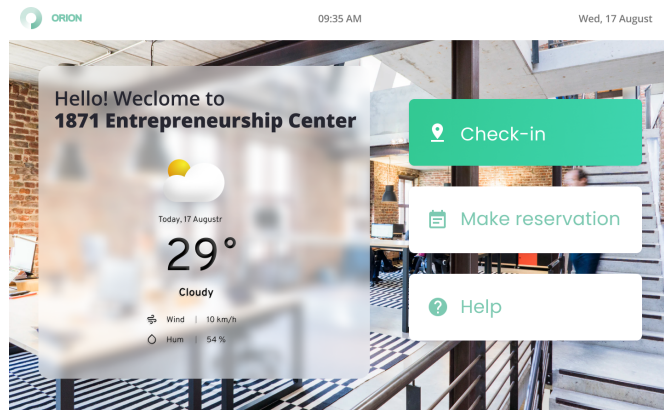 ORION
09:35 AM
Wed, 17 August
Hello! Weclome to
1871 Entrepreneurship Center
Today, 17 Augustr
29°
Cloudy
Wind | 10 km/h
Hum | 54 %
Check-in
Make reservation
Help